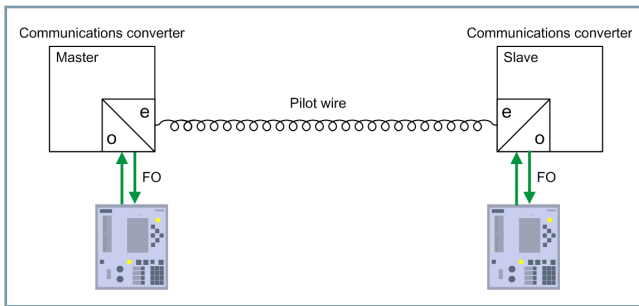 Communications converter
Communications converter
Master
Slave
Pilot wire
e
e
o
o
FO
FO